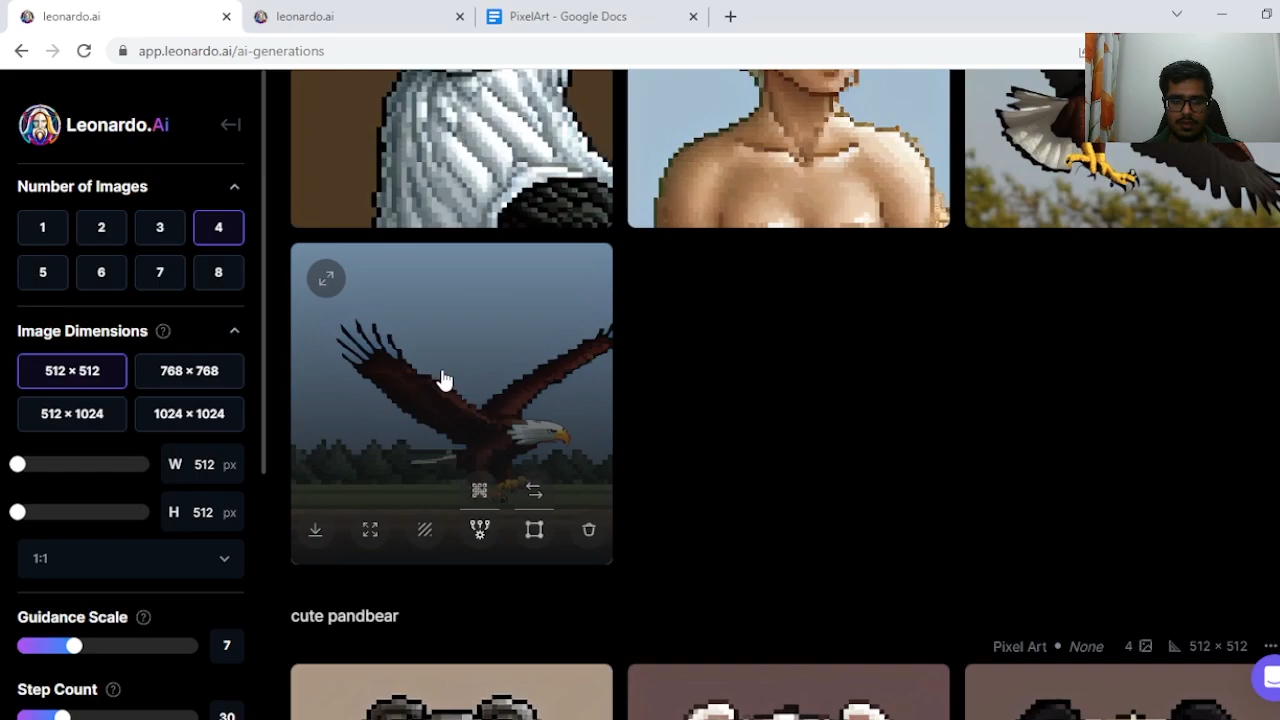 leonardo.ai
leonardo.ai
PixelArt - Google Docs
app.leonardo.ai/ai-generations
Leonardo.Ai
Number of Images
1 2 3 4
5 6 7 8
Image Dimensions
512 × 512 768 × 768
512 × 1024 1024 × 1024
W 512 px
H 512 px
1:1
Guidance Scale
7
Step Count
30
cute pandbear
Pixel Art • None 4 512 × 512